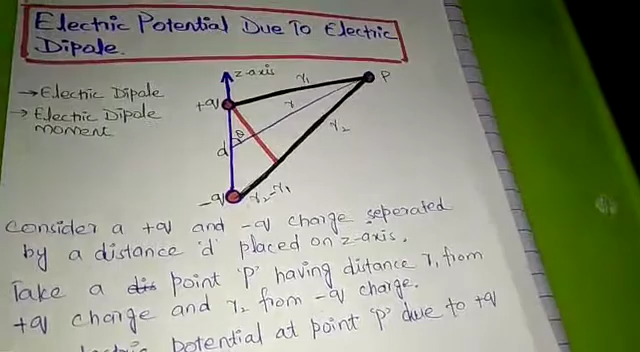 Electric Potential Due To Electric
Dipole.
→ Electric Dipole
→ Electric Dipole
moment
z-axis
r₁
P
+q
r
θ
r₂
d
-q
r₂-r₁
Consider a +q and -q charge seperated
by a distance 'd' placed on z-axis.
Take a point 'P' having distance r₁ from
+q charge and r₂ from -q charge.
potential at point 'P' due to +q